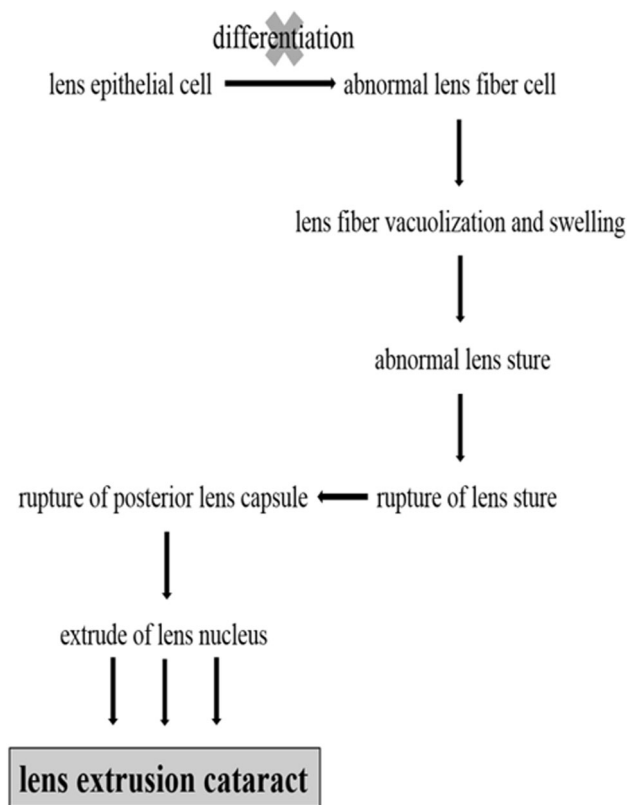 differentiation
lens epithelial cell
abnormal lens fiber cell
lens fiber vacuolization and swelling
abnormal lens sture
rupture of posterior lens capsule
rupture of lens sture
extrude of lens nucleus
lens extrusion cataract